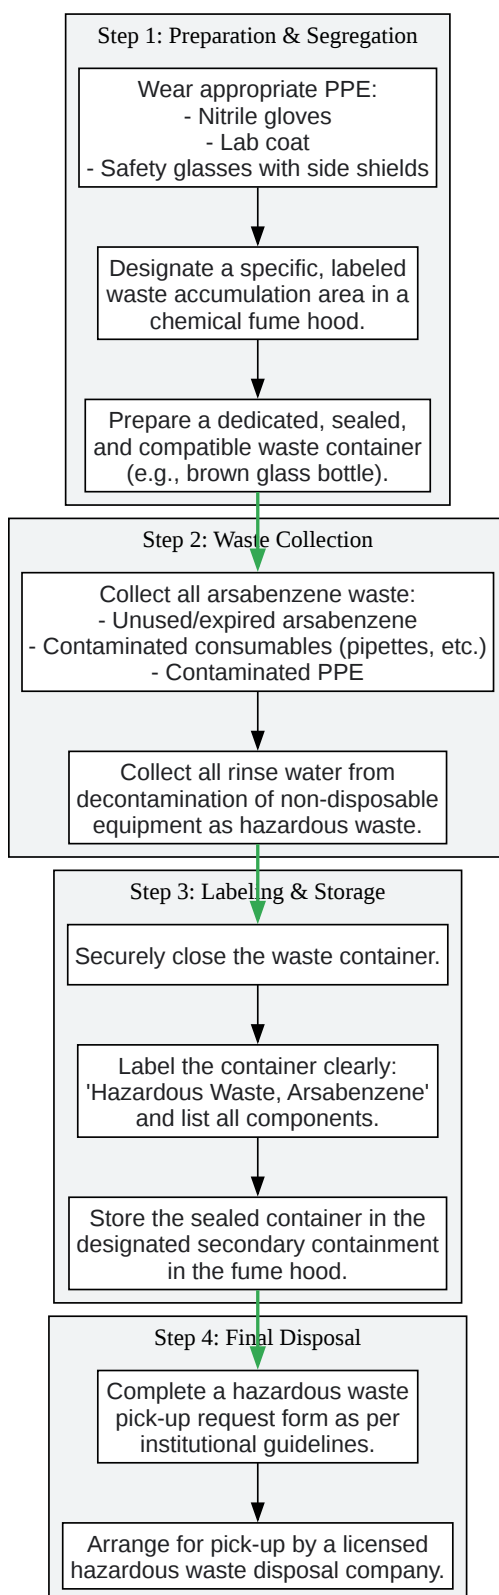 Step 1: Preparation & Segregation
Wear appropriate PPE:
- Nitrile gloves
- Lab coat
- Safety glasses with side shields
Designate a specific, labeled
waste accumulation area in a
chemical fume hood.
Prepare a dedicated, sealed,
and compatible waste container
(e.g., brown glass bottle).
Step 2: Waste Collection
Collect all arsabenzene waste:
- Unused/expired arsabenzene
- Contaminated consumables (pipettes, etc.)
- Contaminated PPE
Collect all rinse water from
decontamination of non-disposable
equipment as hazardous waste.
Step 3: Labeling & Storage
Securely close the waste container.
Label the container clearly:
'Hazardous Waste, Arsabenzene'
and list all components.
Store the sealed container in the
designated secondary containment
in the fume hood.
Step 4: Final Disposal
Complete a hazardous waste
pick-up request form as per
institutional guidelines.
Arrange for pick-up by a licensed
hazardous waste disposal company.